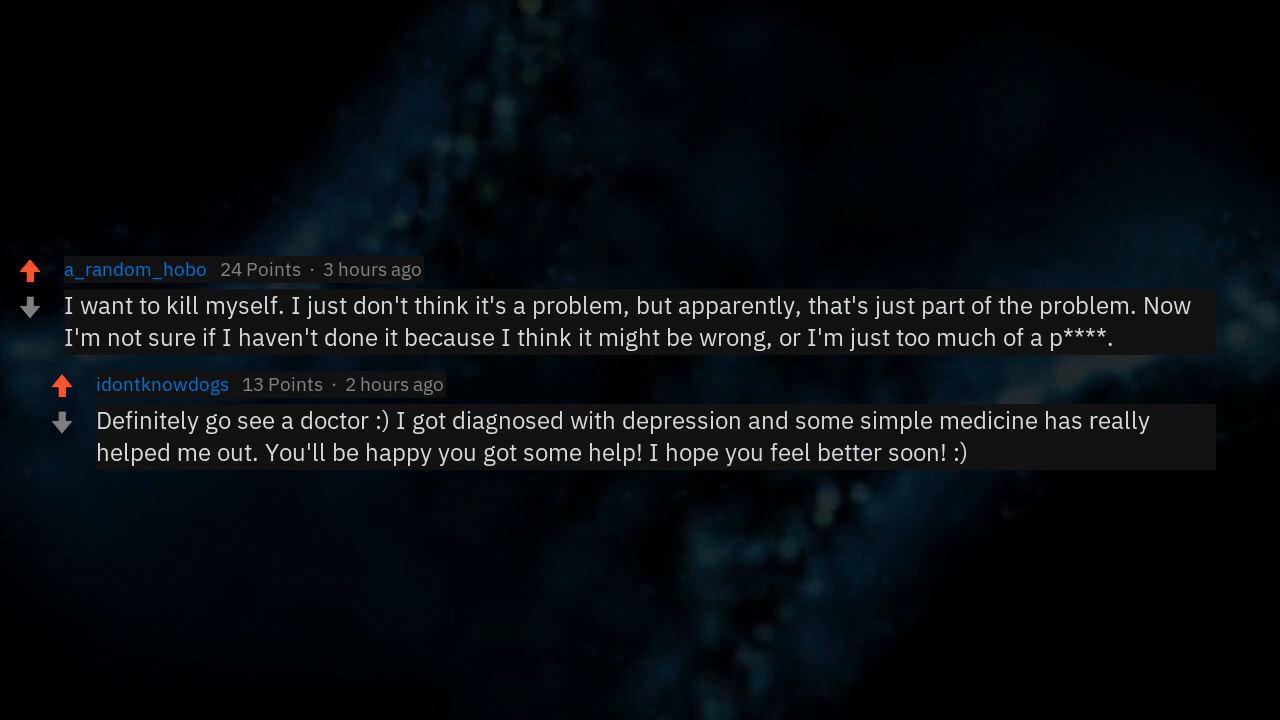 a_random_hobo 24 Points · 3 hours ago
I want to kill myself. I just don't think it's a problem, but apparently, that's just part of the problem. Now
I'm not sure if I haven't done it because I think it might be wrong, or I'm just too much of a p****.
idontknowdogs 13 Points · 2 hours ago
Definitely go see a doctor :) I got diagnosed with depression and some simple medicine has really
helped me out. You'll be happy you got some help! I hope you feel better soon! :)